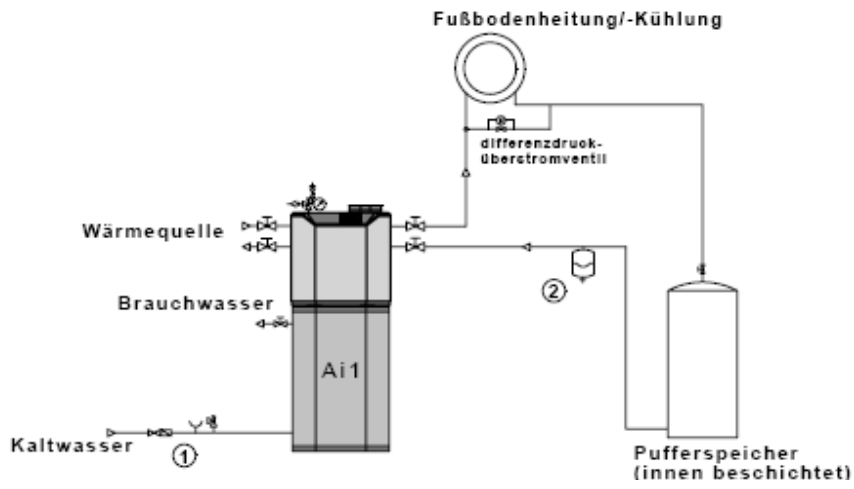 Fußbodenheitung/-Kühlung
differenzdruck-
überstromventil
Wärmequelle
2
Brauchwasser
Ai1
Kaltwasser
1
Pufferspeicher
(innen beschichtet)